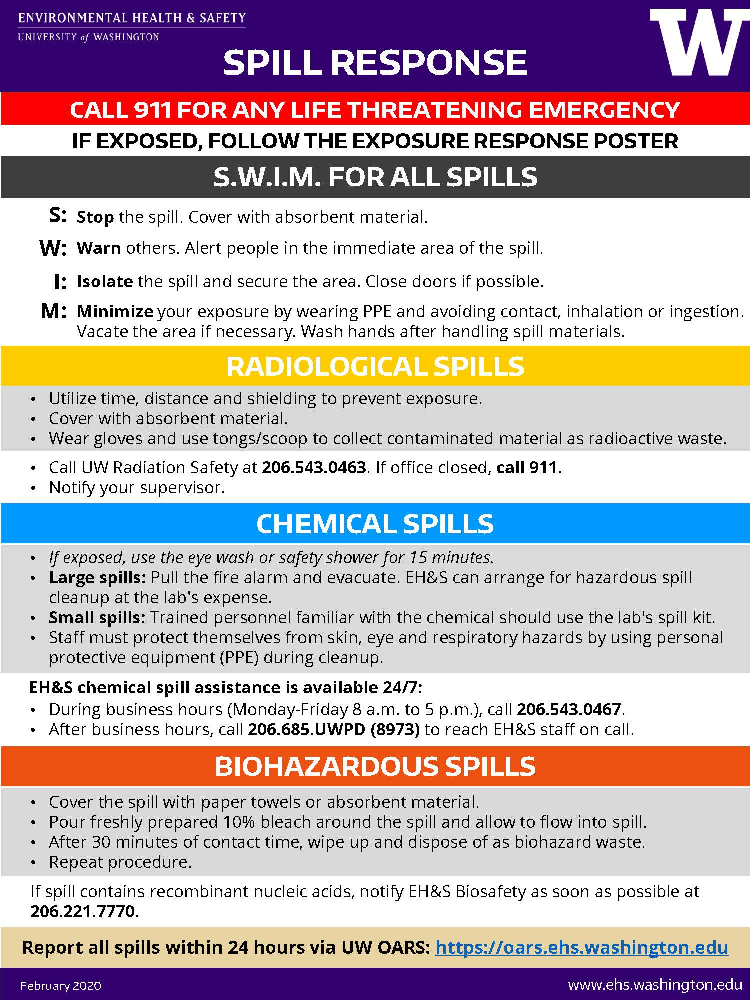 ENVIRONMENTAL HEALTH & SAFETY
UNIVERSITY of WASHINGTON
W
SPILL RESPONSE
CALL 911 FOR ANY LIFE THREATENING EMERGENCY
IF EXPOSED, FOLLOW THE EXPOSURE RESPONSE POSTER
S.W.I.M. FOR ALL SPILLS
S: Stop the spill. Cover with absorbent material.
W: Warn others. Alert people in the immediate area of the spill.
I: Isolate the spill and secure the area. Close doors if possible.
M: Minimize your exposure by wearing PPE and avoiding contact, inhalation or ingestion.
Vacate the area if necessary. Wash hands after handling spill materials.
RADIOLOGICAL SPILLS
• Utilize time, distance and shielding to prevent exposure.
• Cover with absorbent material.
• Wear gloves and use tongs/scoop to collect contaminated material as radioactive waste.
• Call UW Radiation Safety at 206.543.0463. If office closed, call 911.
• Notify your supervisor.
CHEMICAL SPILLS
• If exposed, use the eye wash or safety shower for 15 minutes.
• Large spills: Pull the fire alarm and evacuate. EH&S can arrange for hazardous spill
cleanup at the lab's expense.
• Small spills: Trained personnel familiar with the chemical should use the lab's spill kit.
• Staff must protect themselves from skin, eye and respiratory hazards by using personal
protective equipment (PPE) during cleanup.
EH&S chemical spill assistance is available 24/7:
• During business hours (Monday-Friday 8 a.m. to 5 p.m.), call 206.543.0467.
• After business hours, call 206.685.UWPD (8973) to reach EH&S staff on call.
BIOHAZARDOUS SPILLS
• Cover the spill with paper towels or absorbent material.
• Pour freshly prepared 10% bleach around the spill and allow to flow into spill.
• After 30 minutes of contact time, wipe up and dispose of as biohazard waste.
• Repeat procedure.
If spill contains recombinant nucleic acids, notify EH&S Biosafety as soon as possible at
206.221.7770.
Report all spills within 24 hours via UW OARS: https://oars.ehs.washington.edu
February 2020
www.ehs.washington.edu